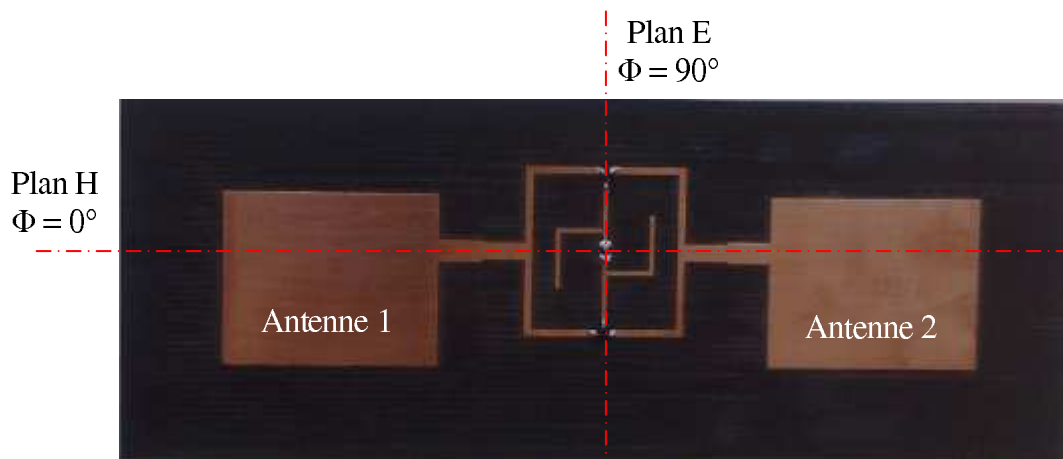 Plan E
Φ = 90°
Plan H
Φ = 0°
Antenne 1
Antenne 2